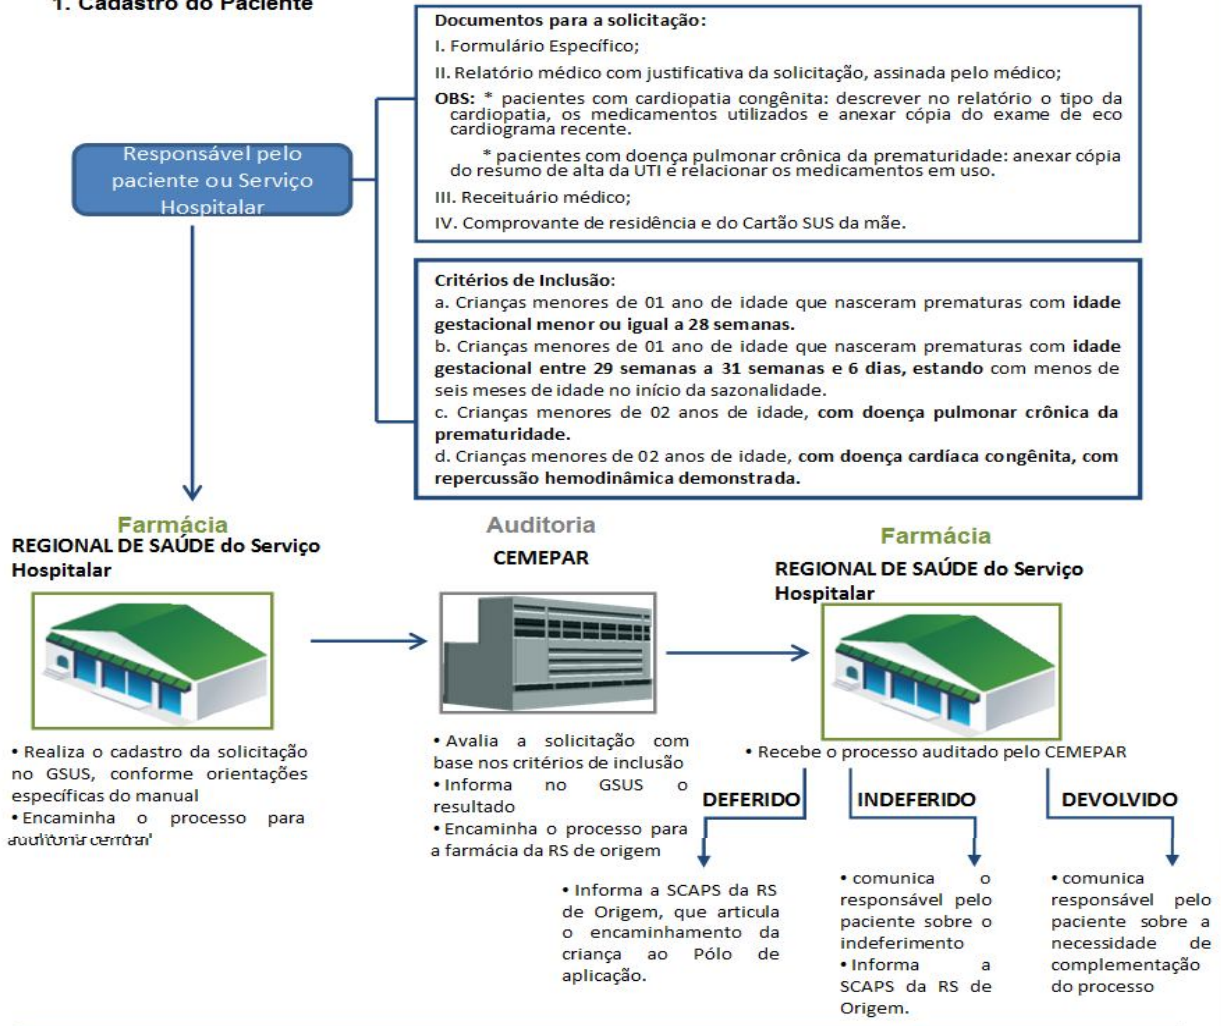 1. Cadastro do Paciente
Documentos para a solicitação:
I. Formulário Específico;
II. Relatório médico com justificativa da solicitação, assinada pelo médico;
OBS: * pacientes com cardiopatia congênita: descrever no relatório o tipo da
cardiopatia, os medicamentos utilizados e anexar cópia do exame de eco
cardiograma recente.
* pacientes com doença pulmonar crônica da prematuridade: anexar cópia
do resumo de alta da UTI e relacionar os medicamentos em uso.
III. Receituário médico;
IV. Comprovante de residência e do Cartão SUS da mãe.
Responsável pelo
paciente ou Serviço
Hospitalar
Critérios de Inclusão:
a. Crianças menores de 01 ano de idade que nasceram prematuras com idade
gestacional menor ou igual a 28 semanas.
b. Crianças menores de 01 ano de idade que nasceram prematuras com idade
gestacional entre 29 semanas a 31 semanas e 6 dias, estando com menos de
seis meses de idade no início da sazonalidade.
c. Crianças menores de 02 anos de idade, com doença pulmonar crônica da
prematuridade.
d. Crianças menores de 02 anos de idade, com doença cardíaca congênita, com
repercussão hemodinâmica demonstrada.
Farmácia
REGIONAL DE SAÚDE do Serviço
Hospitalar
• Realiza o cadastro da solicitação
no GSUS, conforme orientações
específicas do manual
• Encaminha o processo para
auditoria central
Auditoria
CEMEPAR
• Avalia a solicitação com
base nos critérios de inclusão
• Informa no GSUS o
resultado
• Encaminha o processo para
a farmácia da RS de origem
Farmácia
REGIONAL DE SAÚDE do Serviço
Hospitalar
• Recebe o processo auditado pelo CEMEPAR
DEFERIDO
INDEFERIDO
DEVOLVIDO
• Informa a SCAPS da RS
de Origem, que articula
o encaminhamento da
criança ao Pólo de
aplicação.
• comunica o
responsável pelo
paciente sobre o
indeferimento
• Informa a
SCAPS da RS de
Origem.
• comunica
responsável pelo
paciente sobre a
necessidade de
complementação
do processo